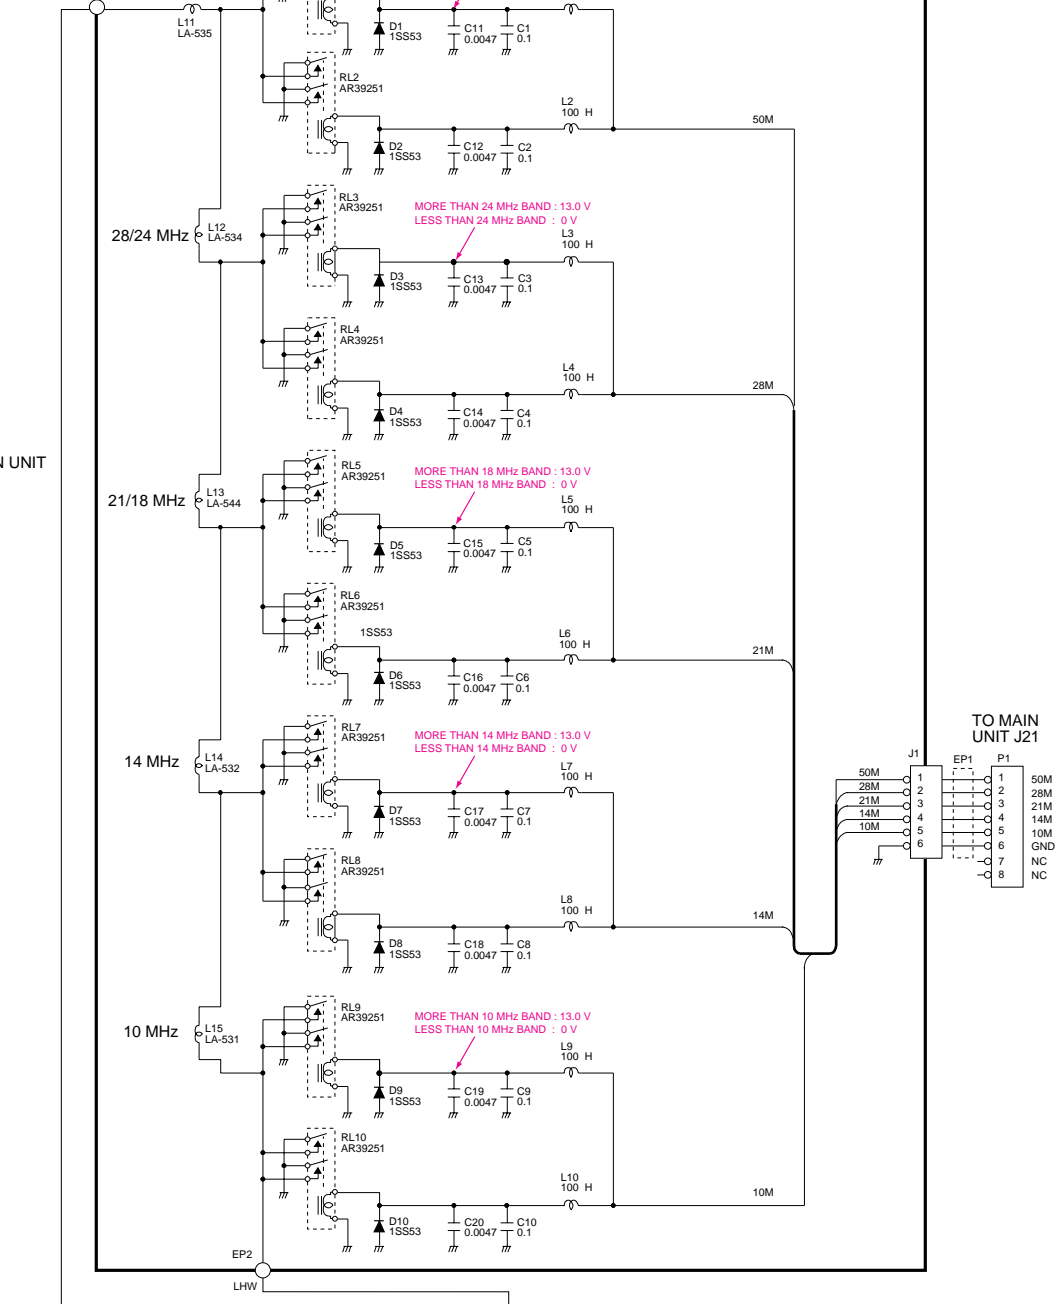 L11
LA-535
D1
1SS53
C11
0.0047
C1
0.1
RL2
AR39251
L2
100 H
50M
D2
1SS53
C12
0.0047
C2
0.1
RL3
AR39251
MORE THAN 24 MHz BAND : 13.0 V
LESS THAN 24 MHz BAND : 0 V
28/24 MHz
L12
LA-534
L3
100 H
D3
1SS53
C13
0.0047
C3
0.1
RL4
AR39251
L4
100 H
28M
D4
1SS53
C14
0.0047
C4
0.1
N UNIT
RL5
AR39251
MORE THAN 18 MHz BAND : 13.0 V
LESS THAN 18 MHz BAND : 0 V
21/18 MHz
L13
LA-544
L5
100 H
D5
1SS53
C15
0.0047
C5
0.1
RL6
AR39251
1SS53
L6
100 H
21M
D6
1SS53
C16
0.0047
C6
0.1
RL7
AR39251
MORE THAN 14 MHz BAND : 13.0 V
LESS THAN 14 MHz BAND : 0 V
14 MHz
L14
LA-532
L7
100 H
D7
1SS53
C17
0.0047
C7
0.1
TO MAIN
UNIT J21
J1
EP1
P1
50M 1 1 50M
28M 2 2 28M
21M 3 3 21M
14M 4 4 14M
10M 5 5 10M
6 6 GND
7 NC
8 NC
RL8
AR39251
L8
100 H
14M
D8
1SS53
C18
0.0047
C8
0.1
RL9
AR39251
MORE THAN 10 MHz BAND : 13.0 V
LESS THAN 10 MHz BAND : 0 V
10 MHz
L15
LA-531
L9
100 H
D9
1SS53
C19
0.0047
C9
0.1
RL10
AR39251
L10
100 H
10M
D10
1SS53
C20
0.0047
C10
0.1
EP2
LHW